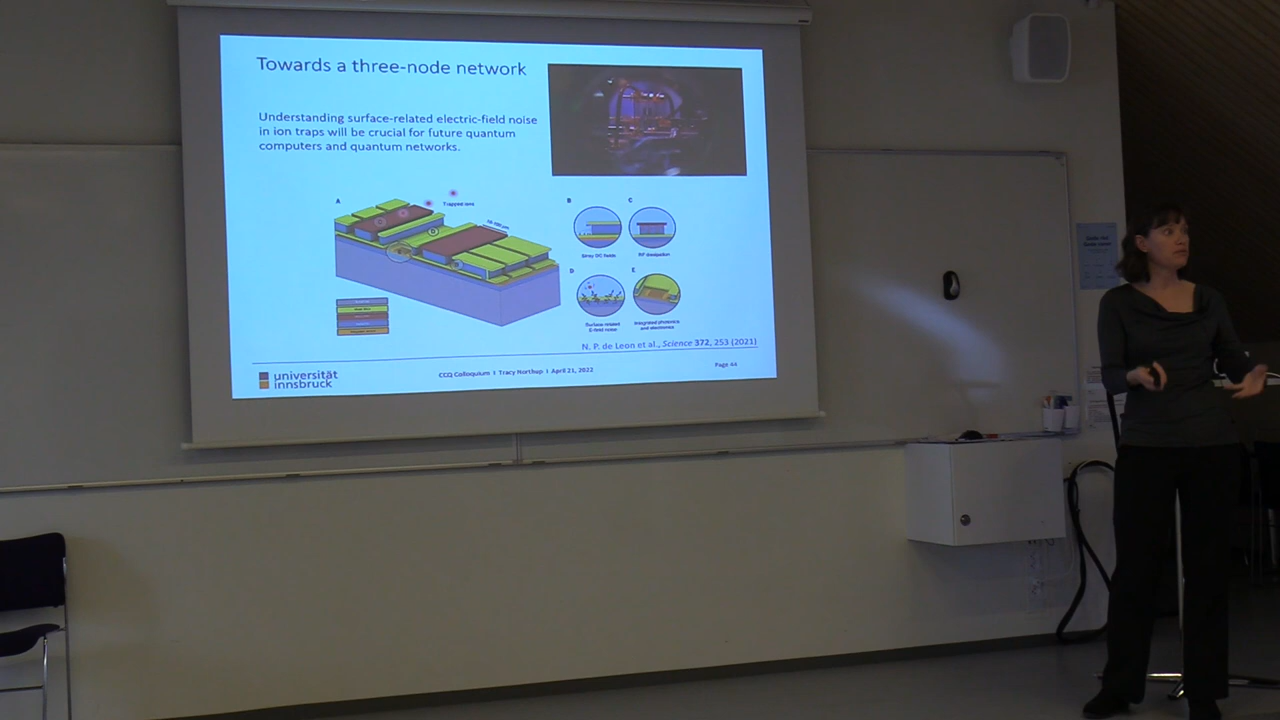 Towards a three-node network
Understanding surface-related electric-field noise
in ion traps will be crucial for future quantum
computers and quantum networks.
A
Trapped ions
B
C
Stray DC fields
RF dissipation
D
E
Surface-related
E-field noise
Integrated photonics
and electronics
N. P. de Leon et al., Science 372, 253 (2021)
universität
innsbruck
CCQ Colloquium I Tracy Northup I April 21, 2022
Page 44